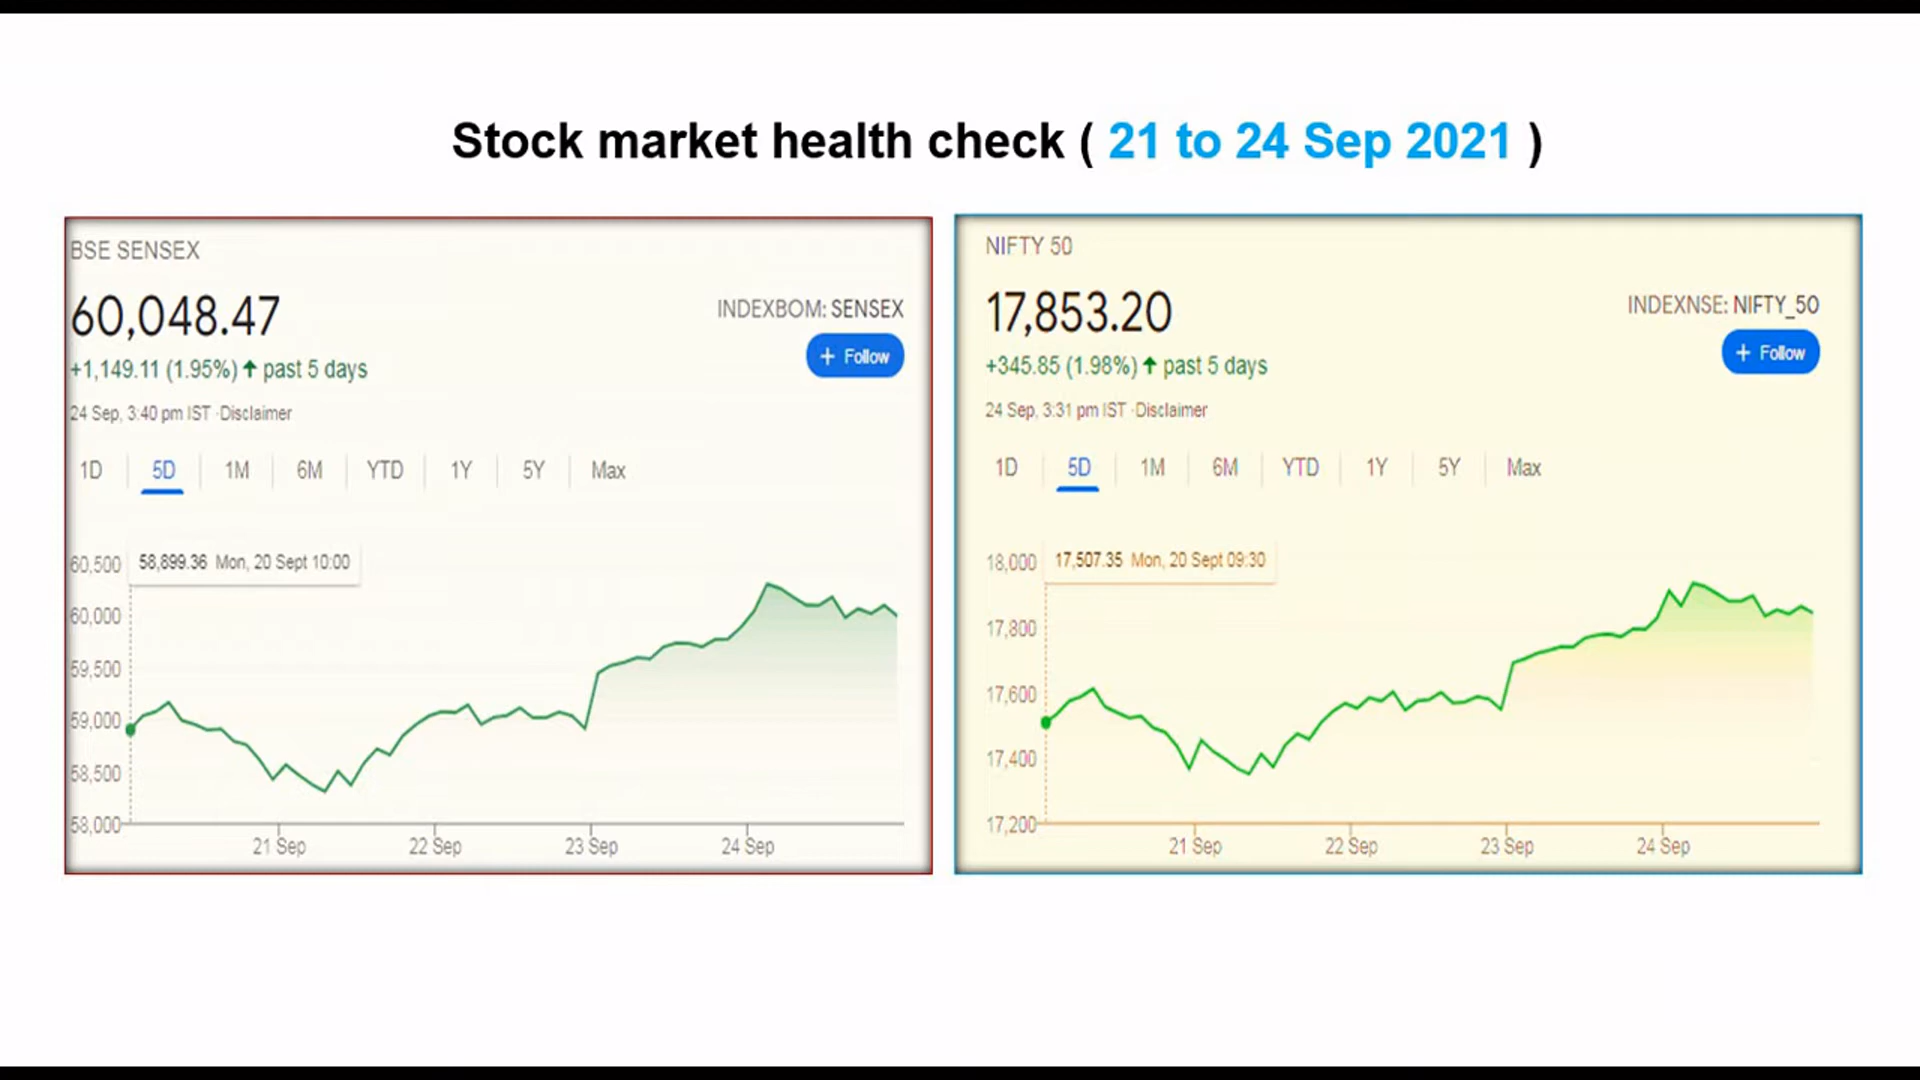 Stock market health check ( 21 to 24 Sep 2021 )
BSE SENSEX
60,048.47
INDEXBOM: SENSEX
+ Follow
+1,149.11 (1.95%) ↑ past 5 days
24 Sep, 3:40 pm IST ·Disclaimer
1D 5D 1M 6M YTD 1Y 5Y Max
58,899.36 Mon, 20 Sept 10:00
60,500
60,000
59,500
59,000
58,500
58,000
21 Sep 22 Sep 23 Sep 24 Sep
NIFTY 50
17,853.20
INDEXNSE: NIFTY_50
+ Follow
+345.85 (1.98%) ↑ past 5 days
24 Sep, 3:31 pm IST ·Disclaimer
1D 5D 1M 6M YTD 1Y 5Y Max
17,507.35 Mon, 20 Sept 09:30
18,000
17,800
17,600
17,400
17,200
21 Sep 22 Sep 23 Sep 24 Sep